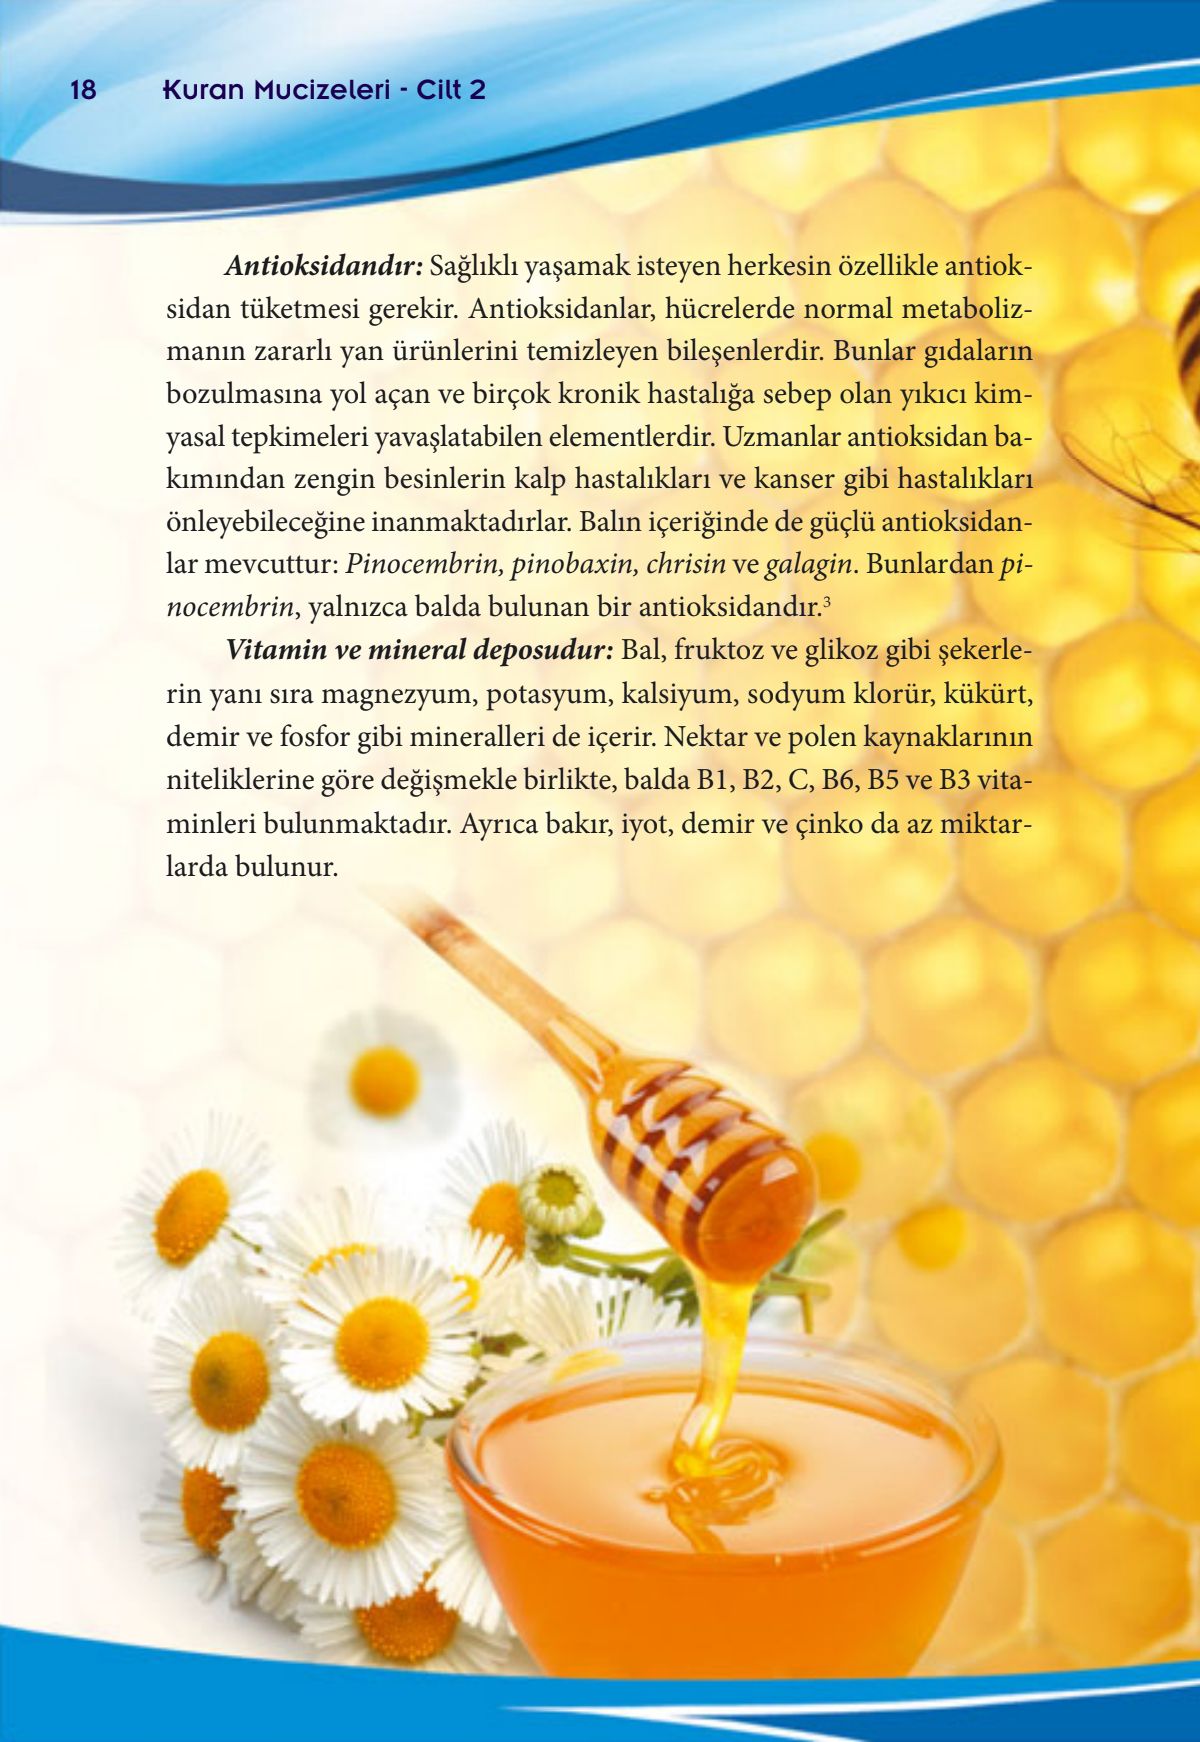 18 Kuran Mucizeleri - Cilt 2
Antioksidandır: Sağlıklı yaşamak isteyen herkesin özellikle antiok-
sidan tüketmesi gerekir. Antioksidanlar, hücrelerde normal metaboliz-
manın zararlı yan ürünlerini temizleyen bileşenlerdir. Bunlar gıdaların
bozulmasına yol açan ve birçok kronik hastalığa sebep olan yıkıcı kim-
yasal tepkimeleri yavaşlatabilen elementlerdir. Uzmanlar antioksidan ba-
kımından zengin besinlerin kalp hastalıkları ve kanser gibi hastalıkları
önleyebileceğine inanmaktadırlar. Balın içeriğinde de güçlü antioksidan-
lar mevcuttur: Pinocembrin, pinobaxin, chrisin ve galagin. Bunlardan pi-
nocembrin, yalnızca balda bulunan bir antioksidandır.³
Vitamin ve mineral deposudur: Bal, fruktoz ve glikoz gibi şekerle-
rin yanı sıra magnezyum, potasyum, kalsiyum, sodyum klorür, kükürt,
demir ve fosfor gibi mineralleri de içerir. Nektar ve polen kaynaklarının
niteliklerine göre değişmekle birlikte, balda B1, B2, C, B6, B5 ve B3 vita-
minleri bulunmaktadır. Ayrıca bakır, iyot, demir ve çinko da az miktar-
larda bulunur.